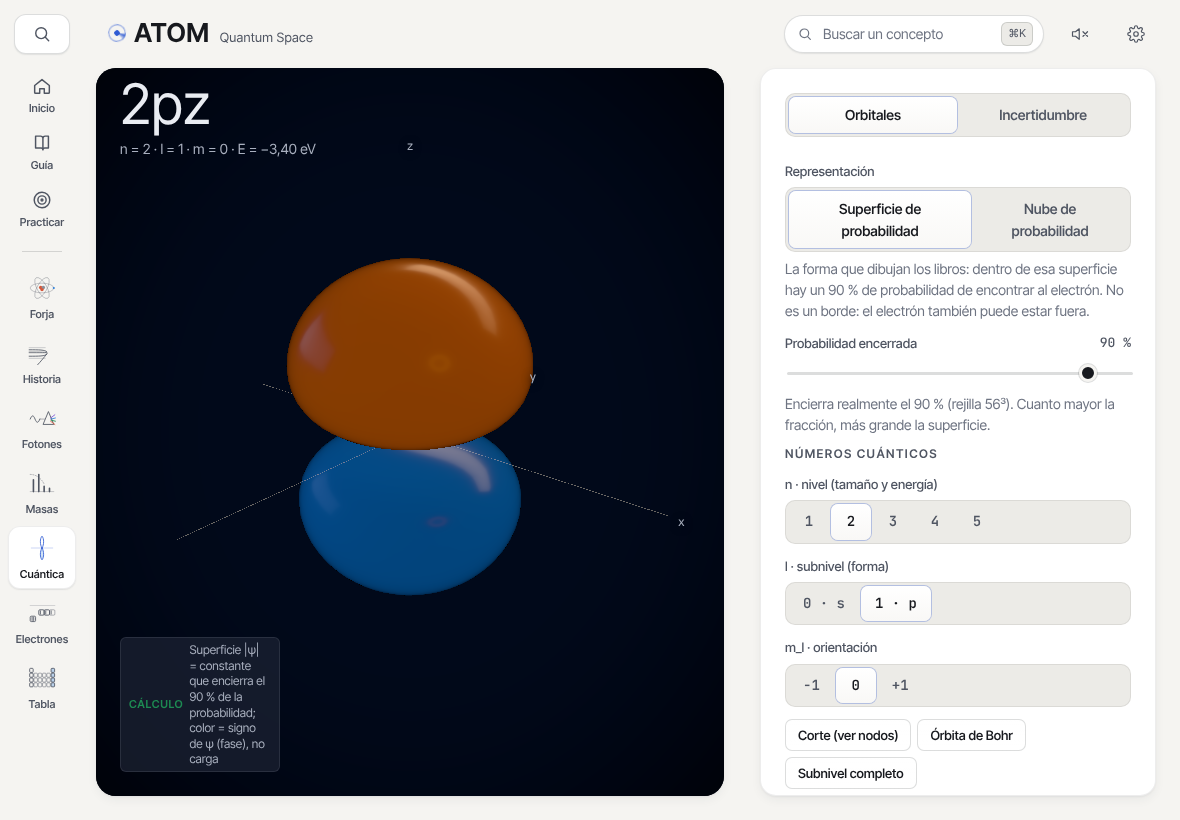 ATOM Quantum Space
Buscar un concepto ⌘K
Inicio
Guía
Practicar
Forja
Historia
Fotones
Masas
Cuántica
Electrones
Tabla
2pz
n = 2 · l = 1 · m = 0 · E = −3,40 eV
z
y
x
CÁLCULO
Superficie |ψ|
= constante
que encierra el
90 % de la
probabilidad;
color = signo
de ψ (fase), no
carga
Orbitales Incertidumbre
Representación
Superficie de
probabilidad
Nube de
probabilidad
La forma que dibujan los libros: dentro de esa superficie
hay un 90 % de probabilidad de encontrar al electrón. No
es un borde: el electrón también puede estar fuera.
Probabilidad encerrada 90 %
Encierra realmente el 90 % (rejilla 56³). Cuanto mayor la
fracción, más grande la superficie.
NÚMEROS CUÁNTICOS
n · nivel (tamaño y energía)
1 2 3 4 5
l · subnivel (forma)
0 · s 1 · p
m_l · orientación
-1 0 +1
Corte (ver nodos) Órbita de Bohr
Subnivel completo